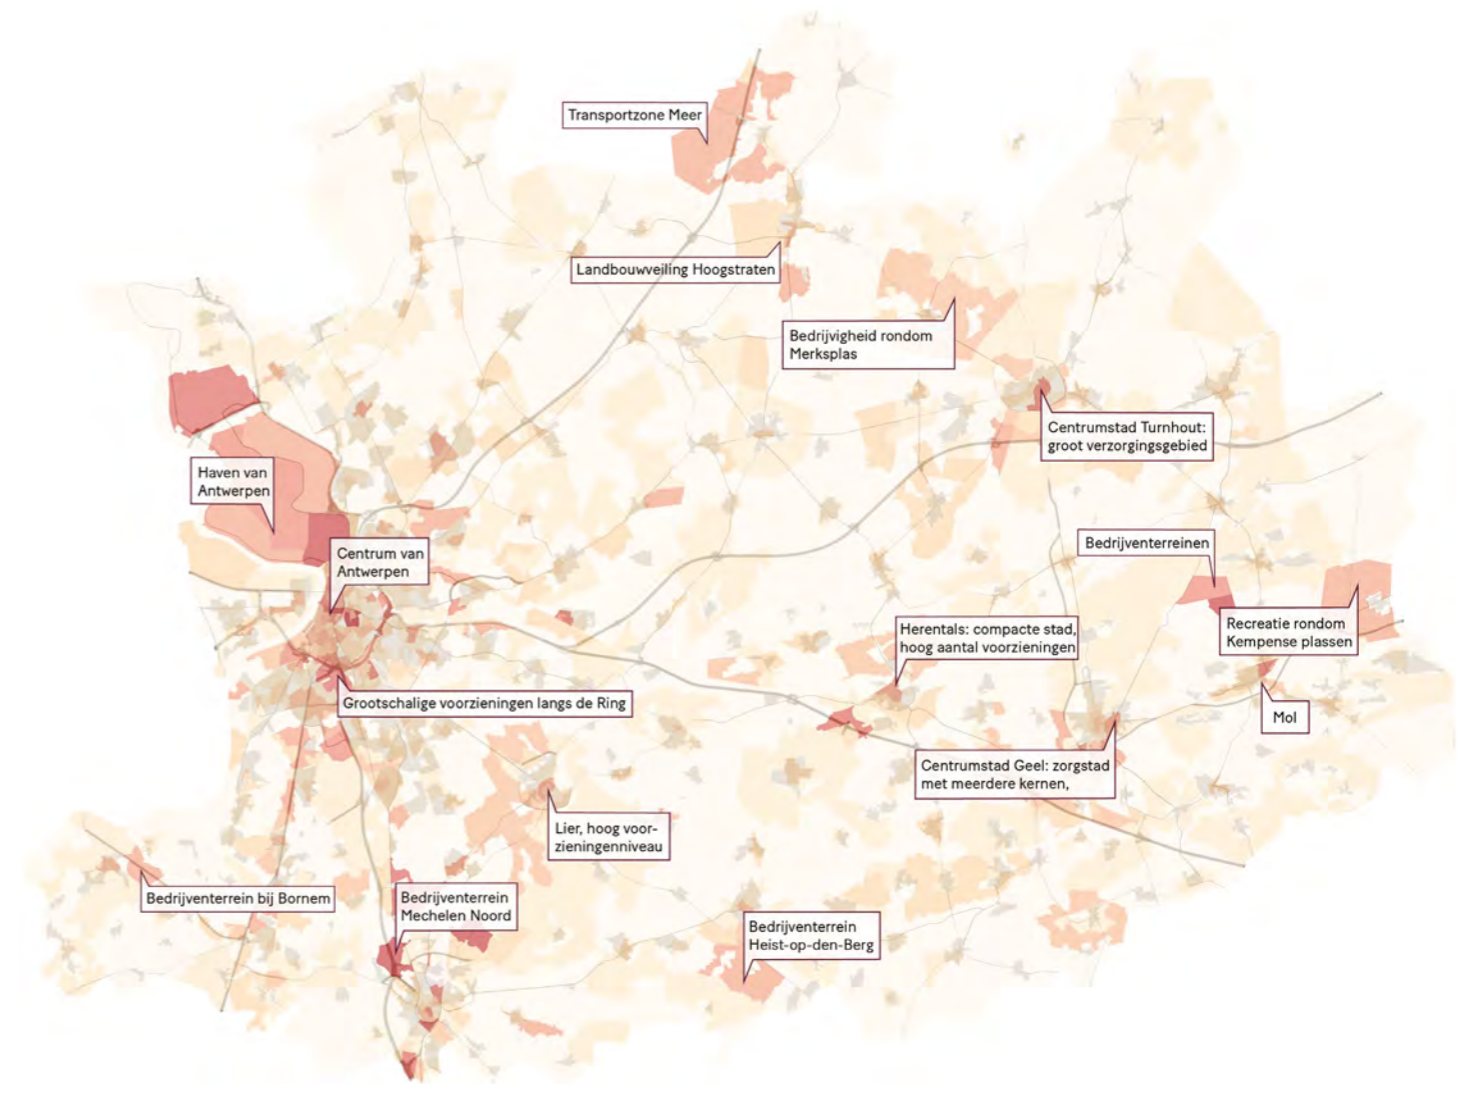 Transportzone Meer
Landbouwveiling Hoogstraten
Bedrijvigheid rondom
Merksplas
Centrumstad Turnhout:
groot verzorgingsgebied
Haven van
Antwerpen
Centrum van
Antwerpen
Bedrijventerreinen
Recreatie rondom
Kempense plassen
Herentals: compacte stad,
hoog aantal voorzieningen
Grootschalige voorzieningen langs de Ring
Mol
Centrumstad Geel: zorgstad
met meerdere kernen,
Lier, hoog voor-
zieningenniveau
Bedrijventerrein bij Bornem
Bedrijventerrein
Mechelen Noord
Bedrijventerrein
Heist-op-den-Berg